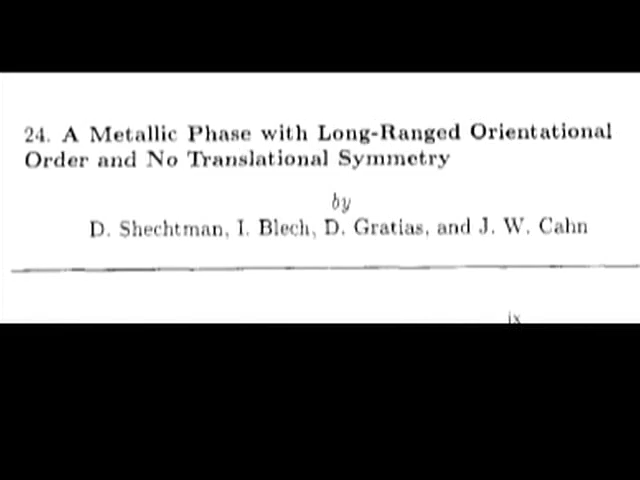 24. A Metallic Phase with Long-Ranged Orientational
Order and No Translational Symmetry
by
D. Shechtman, I. Blech, D. Gratias, and J. W. Cahn
ix